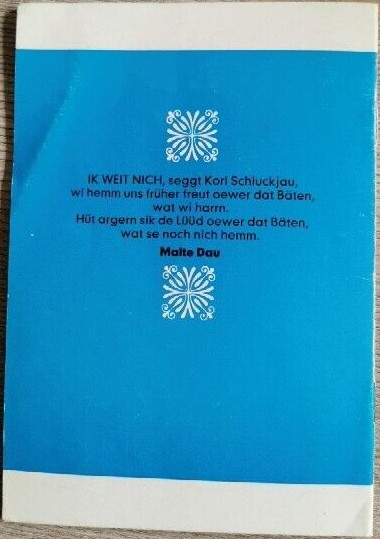 IK WEIT NICH, seggt Korl Schluckjau,
wi hemm uns früher freut oewer dat Bäten,
wat wi harrn.
Hüt argern sik de Lüüd oewer dat Bäten,
wat se noch nich hemm.
Malte Dau